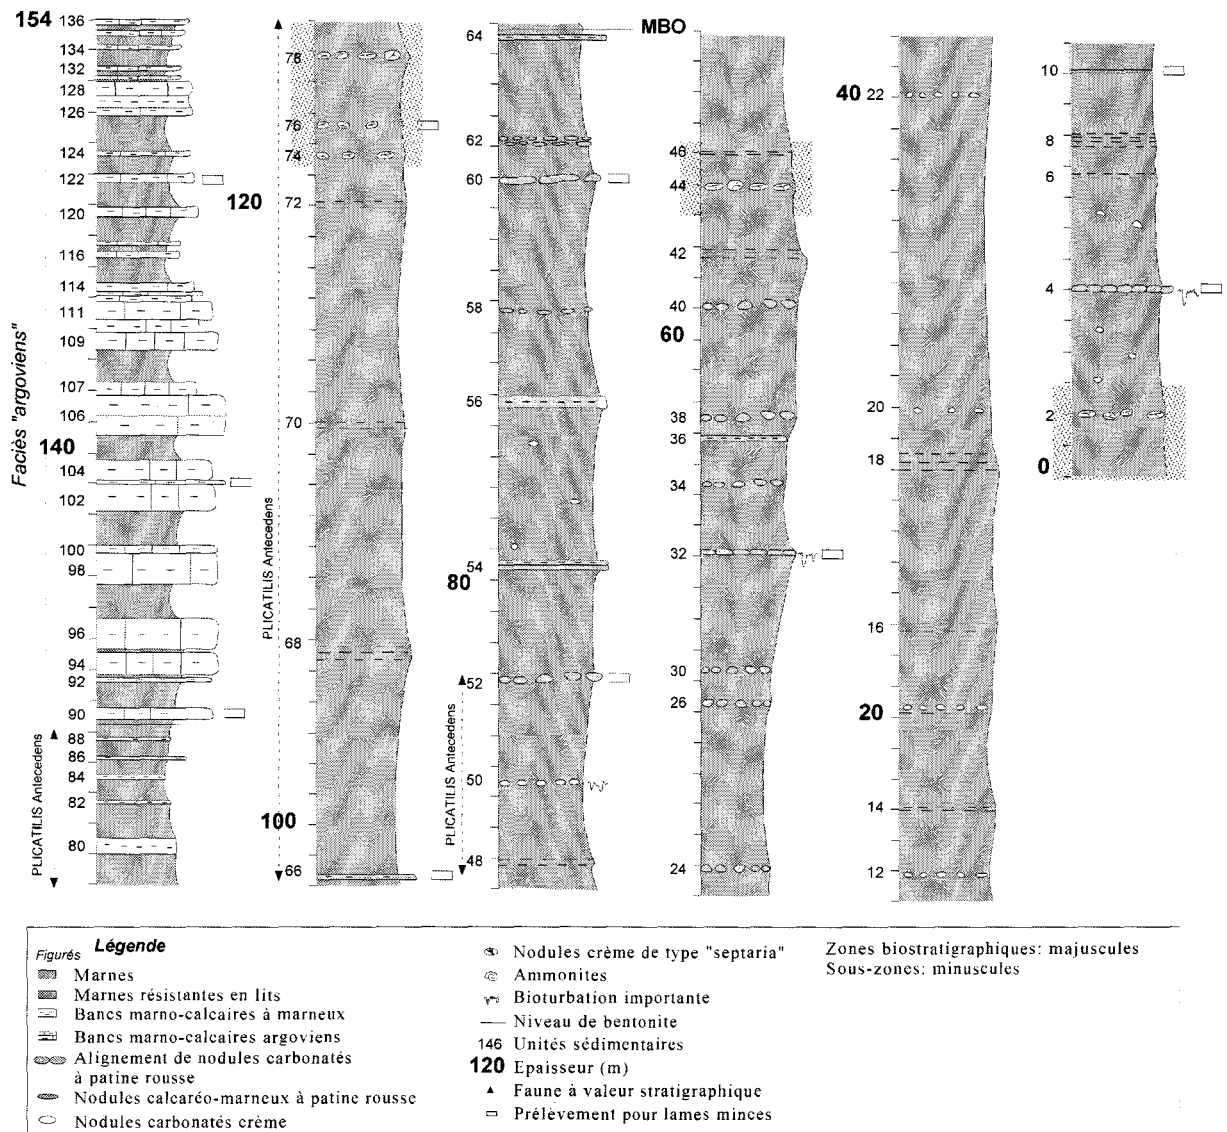 154
136
134
132
128
126
124
122
120
116
114
111
109
107
106
140
104
102
100
98
96
94
92
90
88
86
84
82
80
Faciès "argoviens"
PLICATILIS Antecedens
78
76
74
120
72
70
68
100
66
PLICATILIS Antecedens
64
MBO
62
60
58
56
80
54
52
50
48
PLICATILIS Antecedens
46
44
42
40
60
38
36
34
32
30
26
24
40
22
20
18
16
20
14
12
10
8
6
4
2
0
Légende
Figurés
Marnes
Marnes résistantes en lits
Bancs marno-calcaires à marneux
Bancs marno-calcaires argoviens
Alignement de nodules carbonatés
à patine rousse
Nodules calcaréo-marneux à patine rousse
Nodules carbonatés crème
Nodules crème de type "septaria"
Ammonites
Bioturbation importante
Niveau de bentonite
146 Unités sédimentaires
120 Epaisseur (m)
Faune à valeur stratigraphique
Prélèvement pour lames minces
Zones biostratigraphiques: majuscules
Sous-zones: minuscules